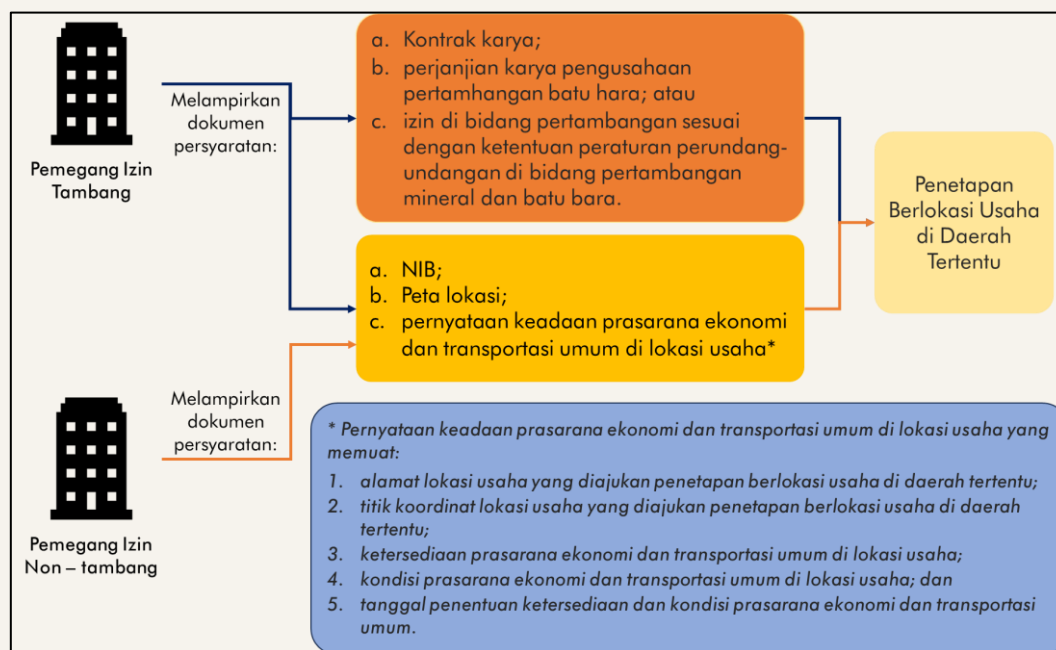 Pemegang Izin
Tambang
Melampirkan
dokumen
persyaratan:
a. Kontrak karya;
b. perjanjian karya pengusahaan
pertamhangan batu hara; atau
c. izin di bidang pertambangan sesuai
dengan ketentuan peraturan perundang-
undangan di bidang pertambangan
mineral dan batu bara.
a. NIB;
b. Peta lokasi;
c. pernyataan keadaan prasarana ekonomi
dan transportasi umum di lokasi usaha*
Penetapan
Berlokasi Usaha
di Daerah
Tertentu
Pemegang Izin
Non – tambang
Melampirkan
dokumen
persyaratan:
* Pernyataan keadaan prasarana ekonomi dan transportasi umum di lokasi usaha yang
memuat:
1. alamat lokasi usaha yang diajukan penetapan berlokasi usaha di daerah tertentu;
2. titik koordinat lokasi usaha yang diajukan penetapan berlokasi usaha di daerah
tertentu;
3. ketersediaan prasarana ekonomi dan transportasi umum di lokasi usaha;
4. kondisi prasarana ekonomi dan transportasi umum di lokasi usaha; dan
5. tanggal penentuan ketersediaan dan kondisi prasarana ekonomi dan transportasi
umum.